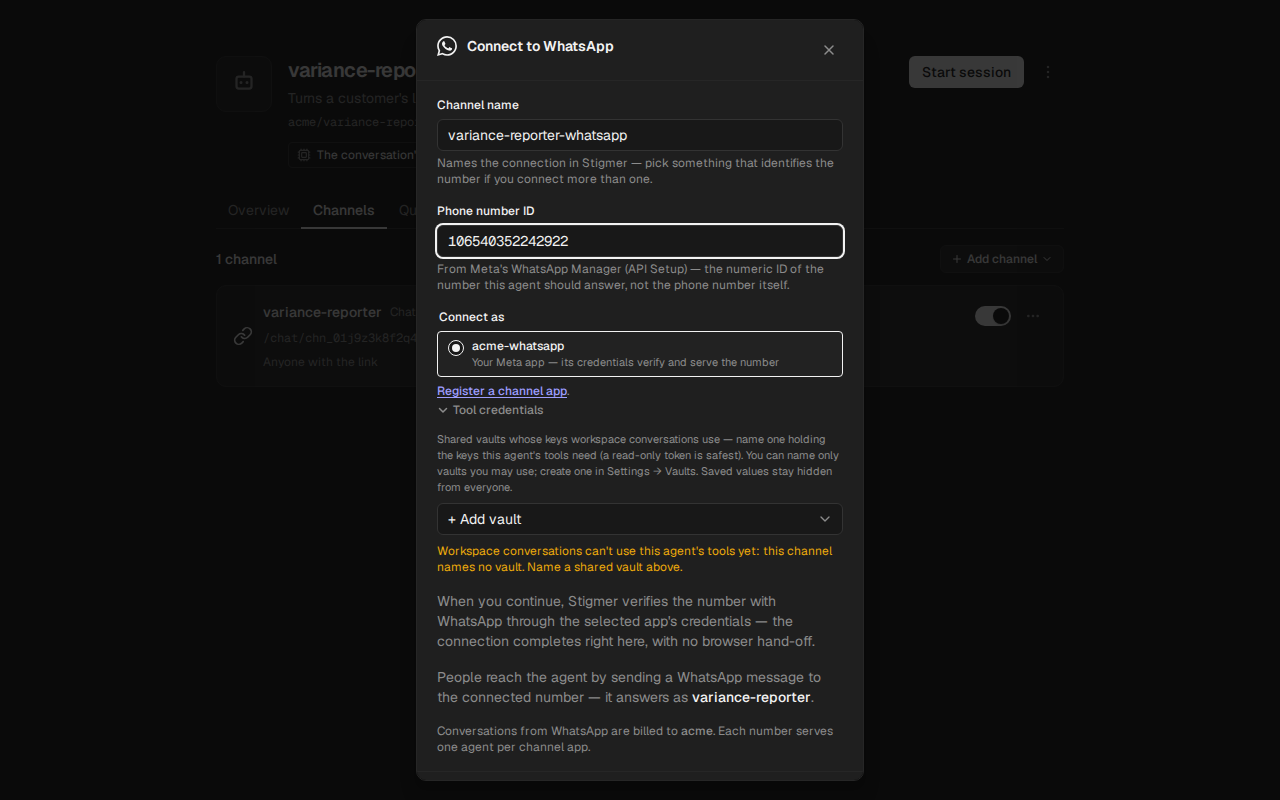 Connect to WhatsApp
variance-repo
Start session
Turns a customer's l
acme/variance-repo
The conversation'
Overview
Channels
Qu
1 channel
Add channel
variance-reporter
Chat
/chat/chn_01j9z3k8f2q4
Anyone with the link
Channel name
variance-reporter-whatsapp
Names the connection in Stigmer — pick something that identifies the
number if you connect more than one.
Phone number ID
106540352242922
From Meta's WhatsApp Manager (API Setup) — the numeric ID of the
number this agent should answer, not the phone number itself.
Connect as
acme-whatsapp
Your Meta app — its credentials verify and serve the number
Register a channel app.
Tool credentials
Shared vaults whose keys workspace conversations use — name one holding
the keys this agent's tools need (a read-only token is safest). You can name only
vaults you may use; create one in Settings → Vaults. Saved values stay hidden
from everyone.
+ Add vault
Workspace conversations can't use this agent's tools yet: this channel
names no vault. Name a shared vault above.
When you continue, Stigmer verifies the number with
WhatsApp through the selected app's credentials — the
connection completes right here, with no browser hand-off.
People reach the agent by sending a WhatsApp message to
the connected number — it answers as variance-reporter.
Conversations from WhatsApp are billed to acme. Each number serves
one agent per channel app.